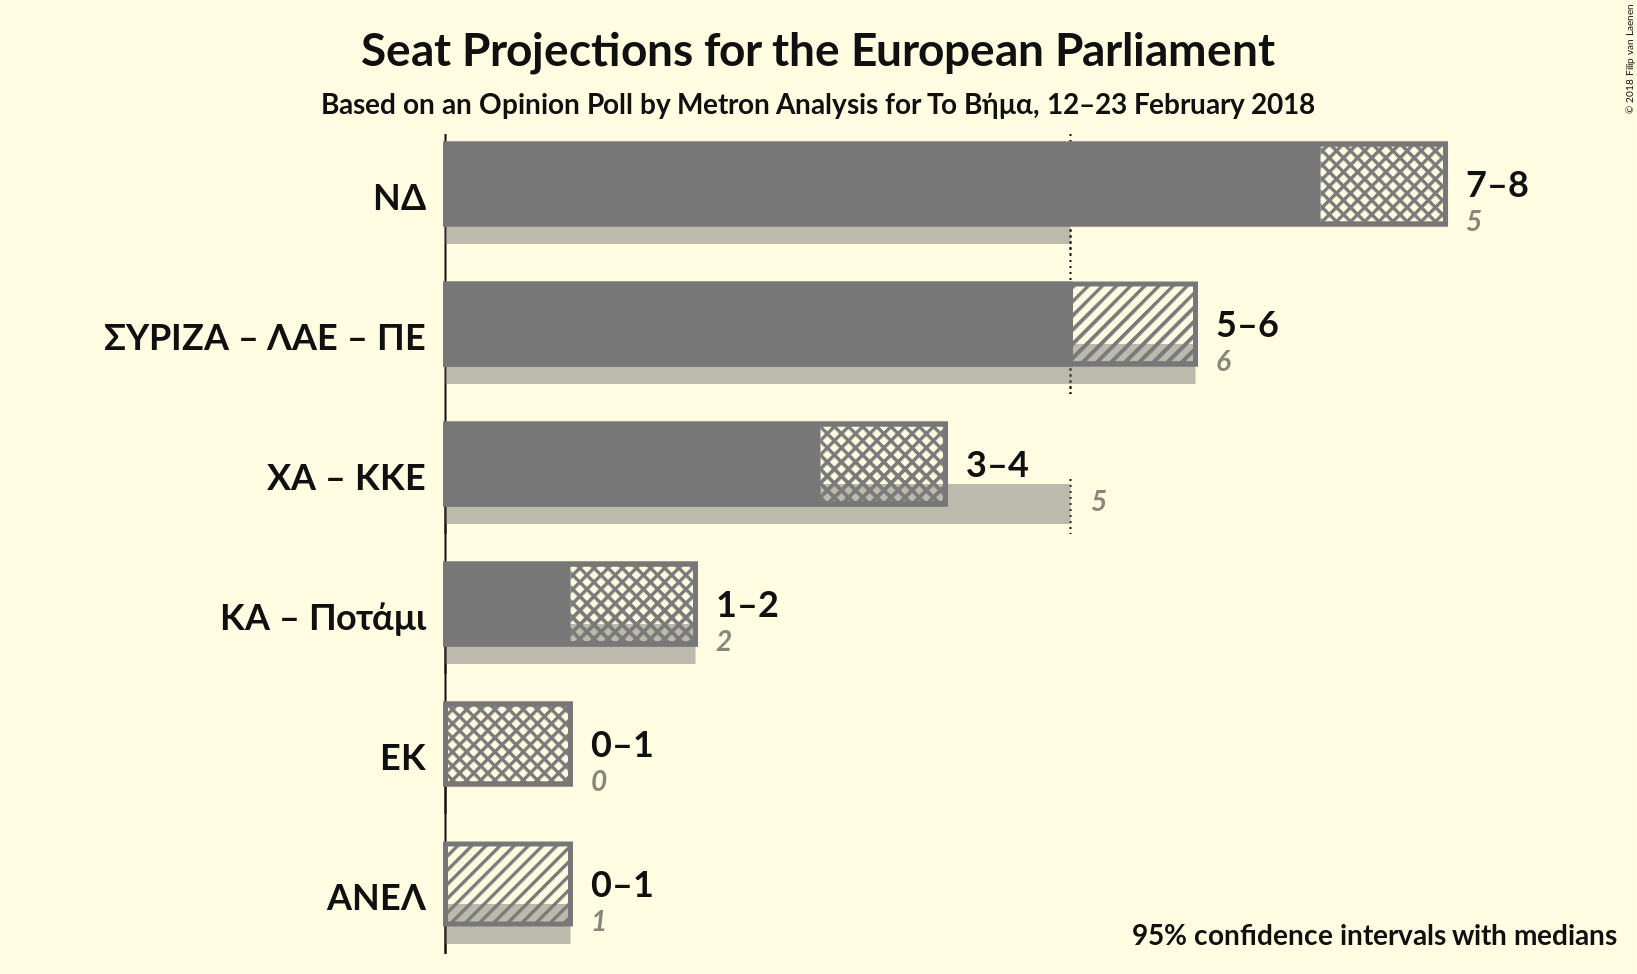 Seat Projections for the European Parliament
Based on an Opinion Poll by Metron Analysis for Το Βήμα, 12–23 February 2018
© 2018 Filip van Laenen
ΝΔ
7–8
5
ΣΥΡΙΖΑ – ΛΑΕ – ΠΕ
5–6
6
ΧΑ – ΚΚΕ
3–4
5
ΚΑ – Ποτάμι
1–2
2
ΕΚ
0–1
0
ΑΝΕΛ
0–1
1
95% confidence intervals with medians